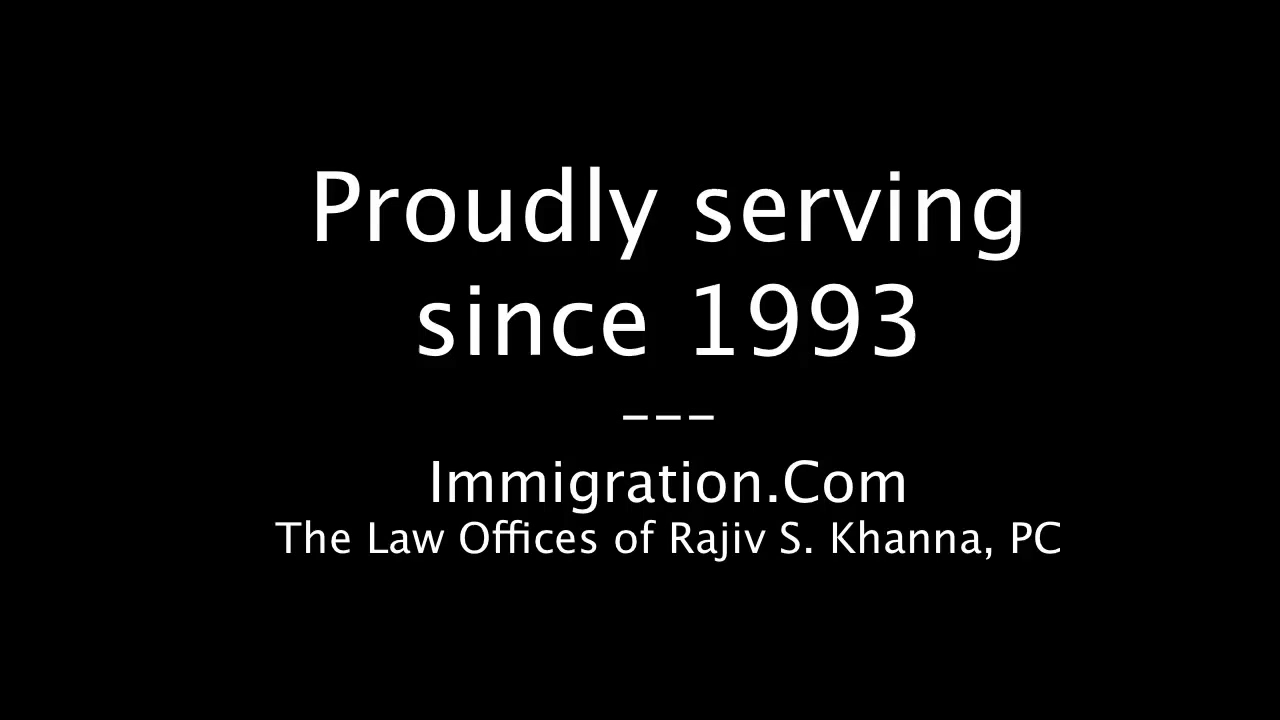 Proudly serving
since 1993
---
Immigration.Com
The Law Offices of Rajiv S. Khanna, PC